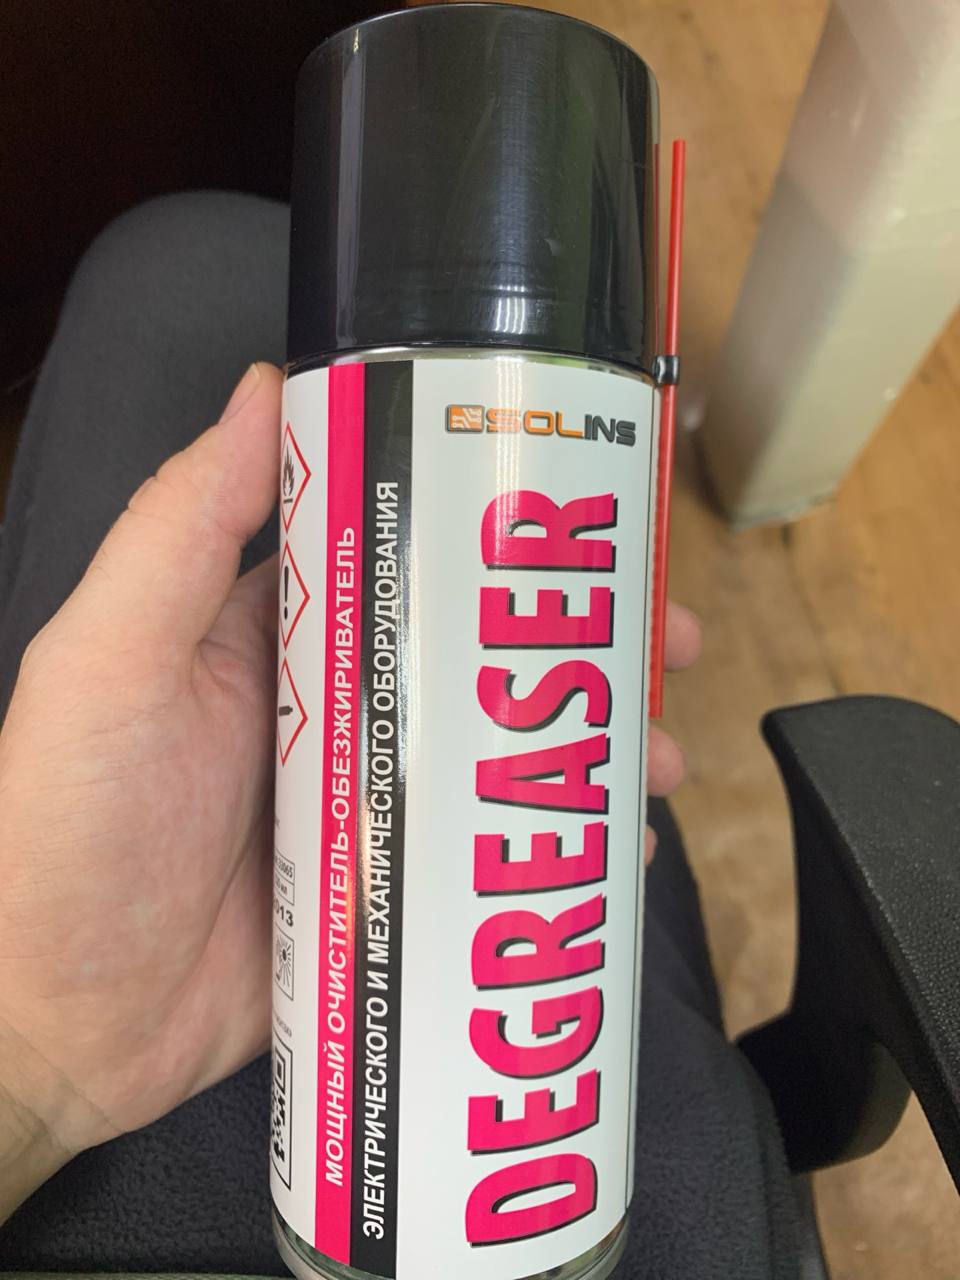 SOLINS
DEGREASER
МОЩНЫЙ ОЧИСТИТЕЛЬ-ОБЕЗЖИРИВАТЕЛЬ
ЭЛЕКТРИЧЕСКОГО И МЕХАНИЧЕСКОГО ОБОРУДОВАНИЯ